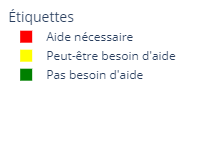 Étiquettes
Aide nécessaire
Peut-être besoin d'aide
Pas besoin d'aide